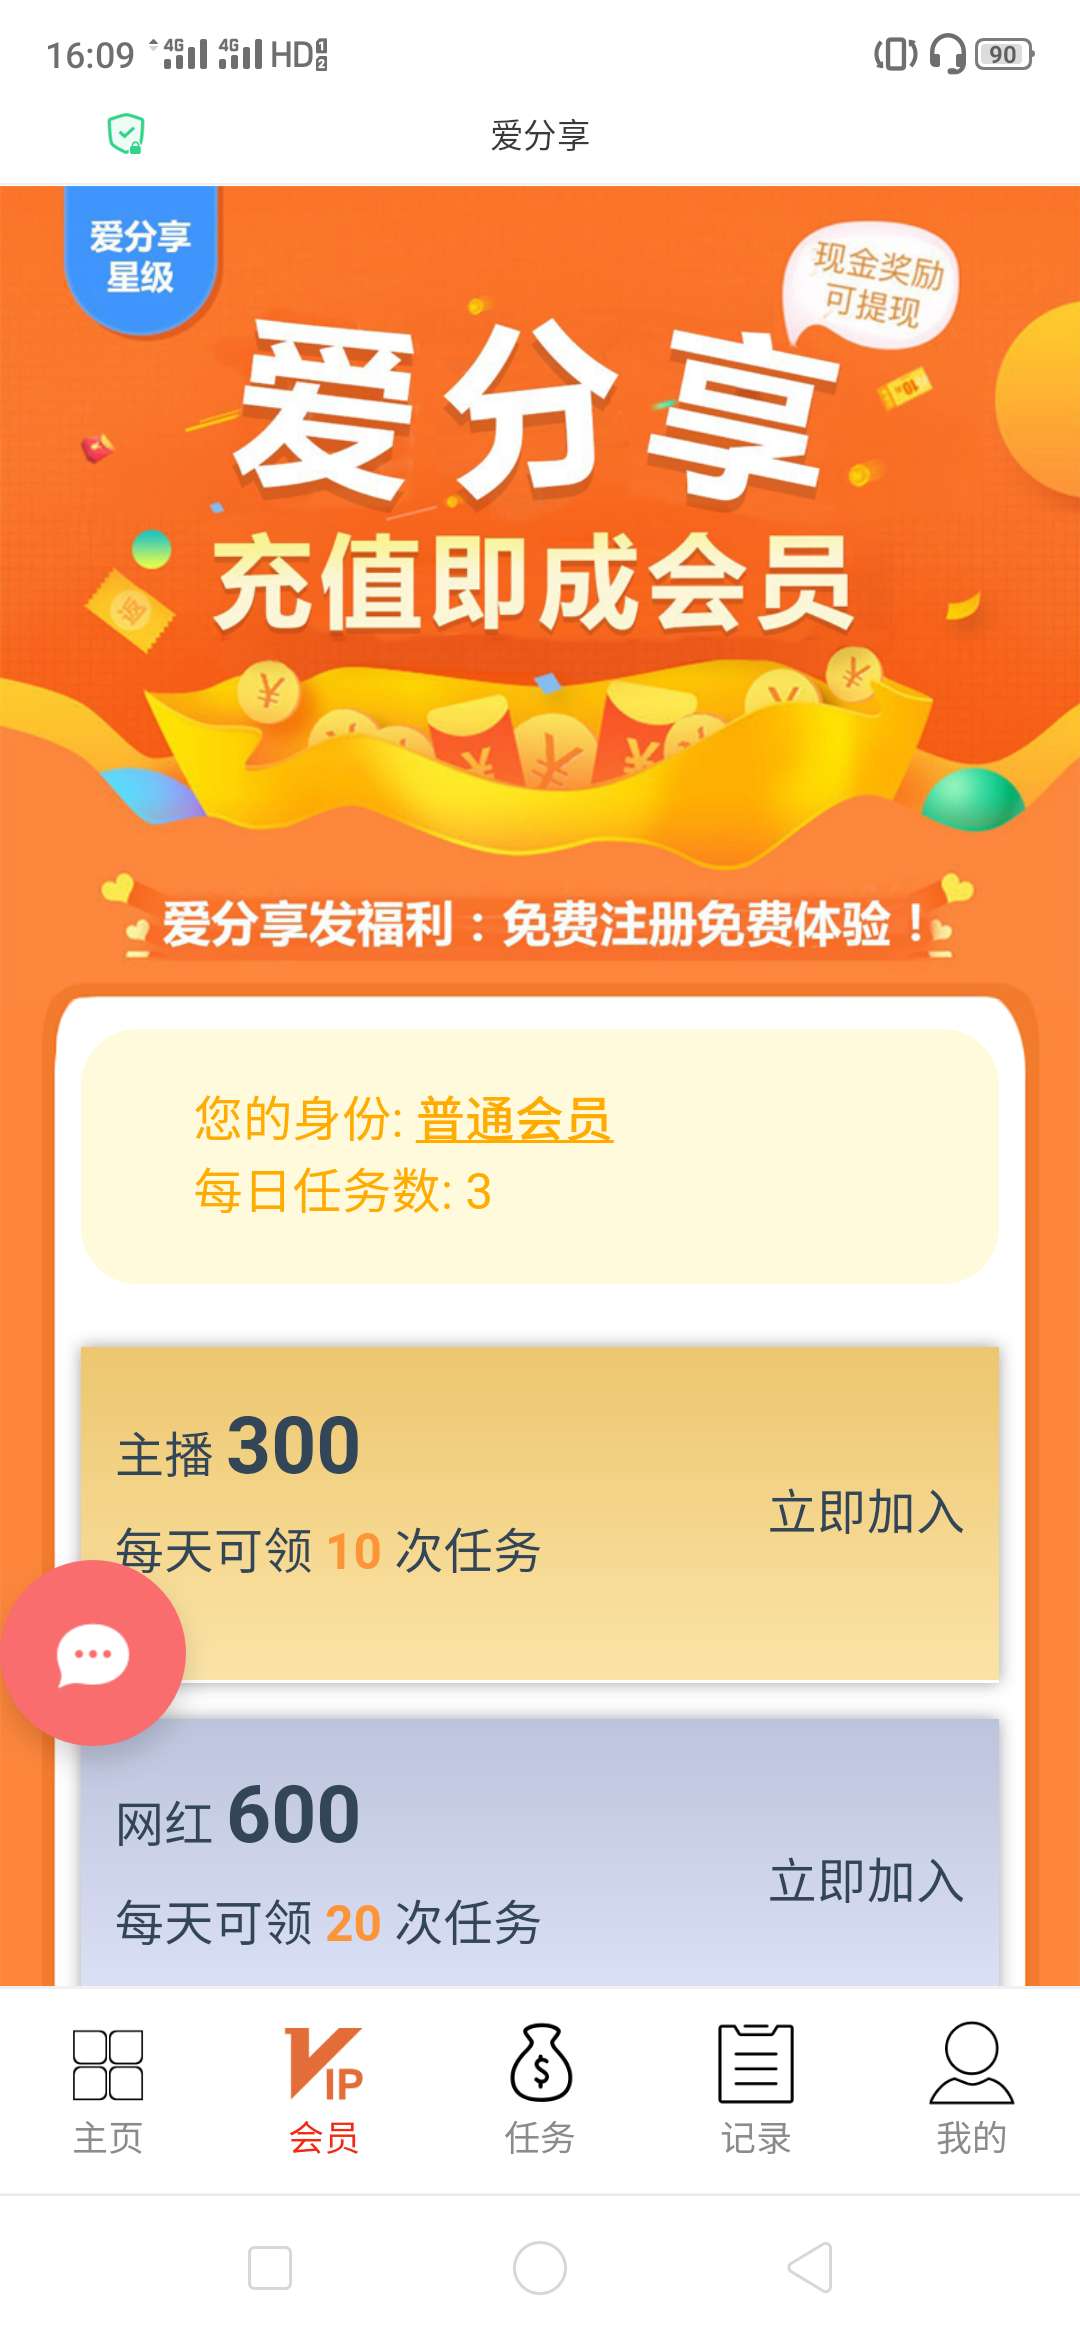 16:09 4G 4G HD 1 2 90
爱分享
爱分享
星级
现金奖励
可提现
爱分享
10
充值即成会员
返
爱分享发福利：免费注册免费体验！
您的身份: 普通会员
每日任务数: 3
主播 300
立即加入
每天可领 10 次任务
网红 600
立即加入
每天可领 20 次任务
主页
VIP
会员
任务
记录
我的